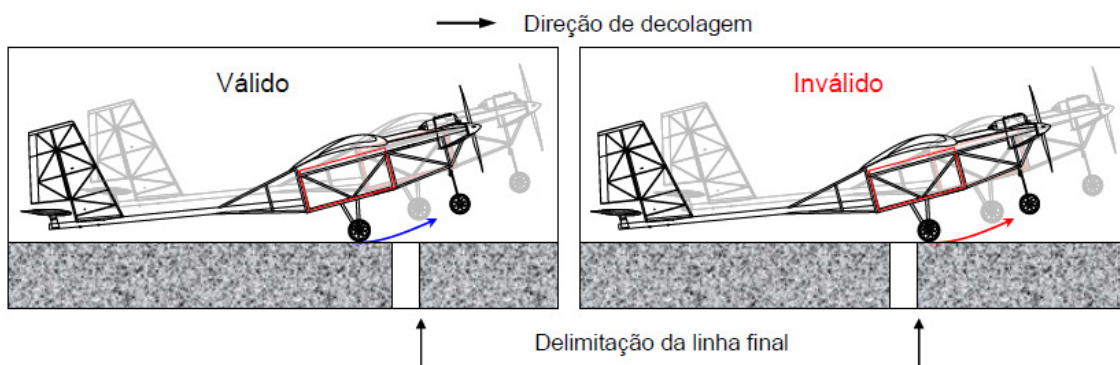 Direção de decolagem
Válido
Inválido
Delimitação da linha final